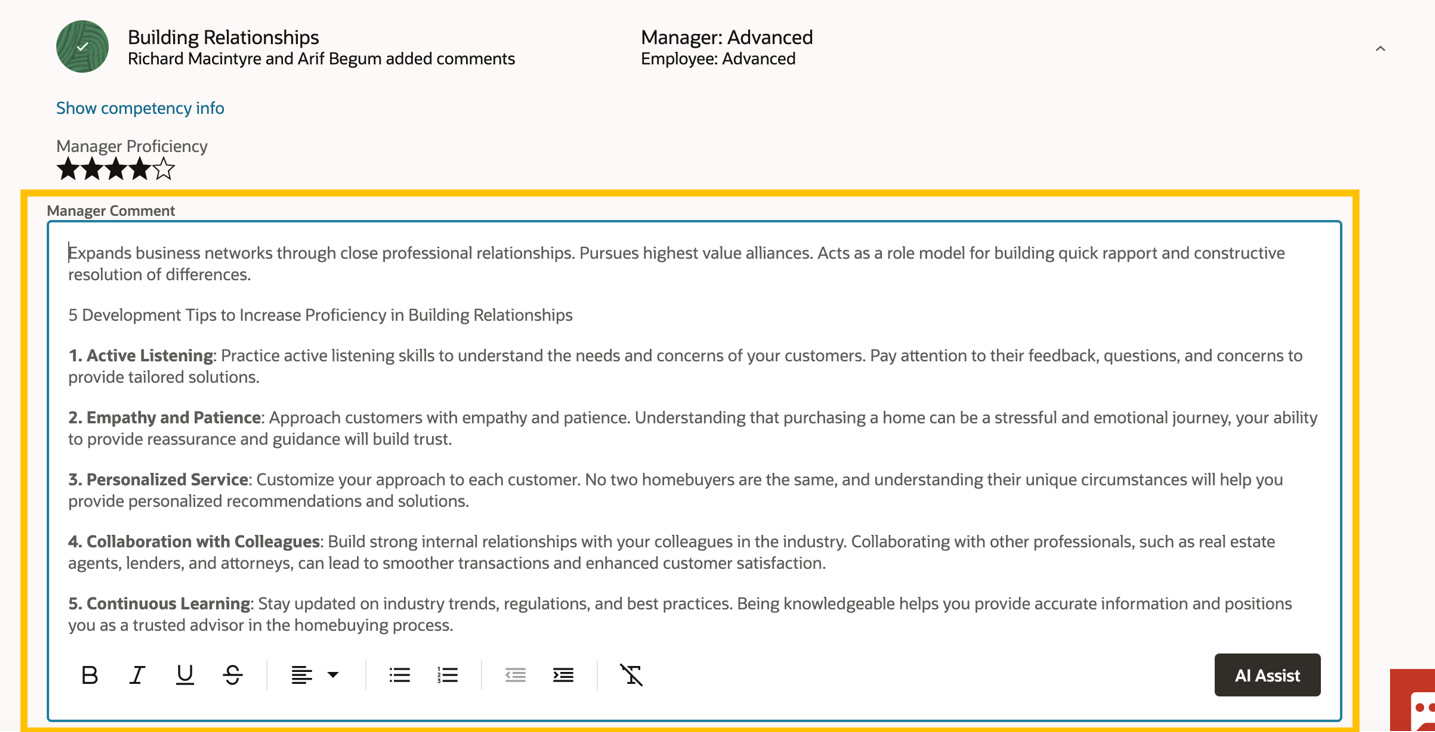 Building Relationships
Manager: Advanced
Richard Macintyre and Arif Begum added comments
Employee: Advanced
Show competency info
Manager Proficiency
Manager Comment
Expands business networks through close professional relationships. Pursues highest value alliances. Acts as a role model for building quick rapport and constructive
resolution of differences.
5 Development Tips to Increase Proficiency in Building Relationships
1. Active Listening: Practice active listening skills to understand the needs and concerns of your customers. Pay attention to their feedback, questions, and concerns to
provide tailored solutions.
2. Empathy and Patience: Approach customers with empathy and patience. Understanding that purchasing a home can be a stressful and emotional journey, your ability
to provide reassurance and guidance will build trust.
3. Personalized Service: Customize your approach to each customer. No two homebuyers are the same, and understanding their unique circumstances will help you
provide personalized recommendations and solutions.
4. Collaboration with Colleagues: Build strong internal relationships with your colleagues in the industry. Collaborating with other professionals, such as real estate
agents, lenders, and attorneys, can lead to smoother transactions and enhanced customer satisfaction.
5. Continuous Learning: Stay updated on industry trends, regulations, and best practices. Being knowledgeable helps you provide accurate information and positions
you as a trusted advisor in the homebuying process.
AI Assist